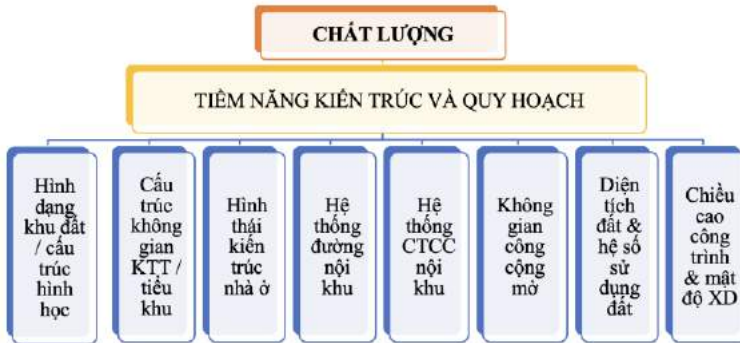 CHẤT LƯỢNG
TIỀM NĂNG KIẾN TRÚC VÀ QUY HOẠCH
Hình
dạng
khu đất
/ cấu
trúc
hình
học
Cấu
trúc
không
gian
KTT /
tiểu
khu
Hình
thái
kiến
trúc
nhà ở
Hệ
thống
đường
nội
khu
Hệ
thống
CTCC
nội
khu
Không
gian
công
cộng
mở
Diện
tích
đất &
hệ số
sử
dụng
đất
Chiều
cao
công
trình
& mật
độ XD